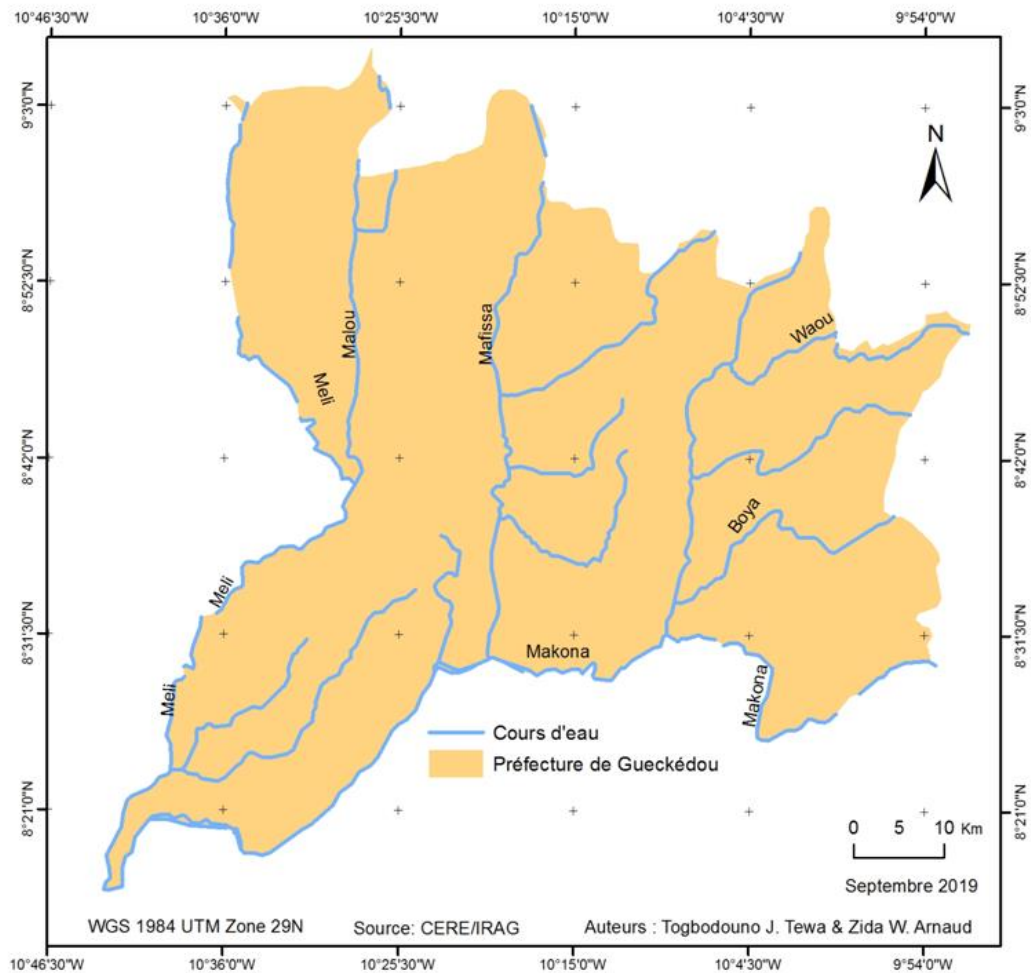 10°46'30"W 10°36'0"W 10°25'30"W 10°15'0"W 10°4'30"W 9°54'0"W
9°3'0"N 9°3'0"N
N
8°52'30"N 8°52'30"N
Malou
Mafissa
Waou
Meli
8°42'0"N 8°42'0"N
Boya
Meli
8°31'30"N 8°31'30"N
Makona
Meli
Makona
Cours d'eau
Préfecture de Gueckédou
8°21'0"N 8°21'0"N
0 5 10 Km
Septembre 2019
WGS 1984 UTM Zone 29N Source: CERE/IRAG Auteurs : Togbodouno J. Tewa & Zida W. Arnaud
10°46'30"W 10°36'0"W 10°25'30"W 10°15'0"W 10°4'30"W 9°54'0"W